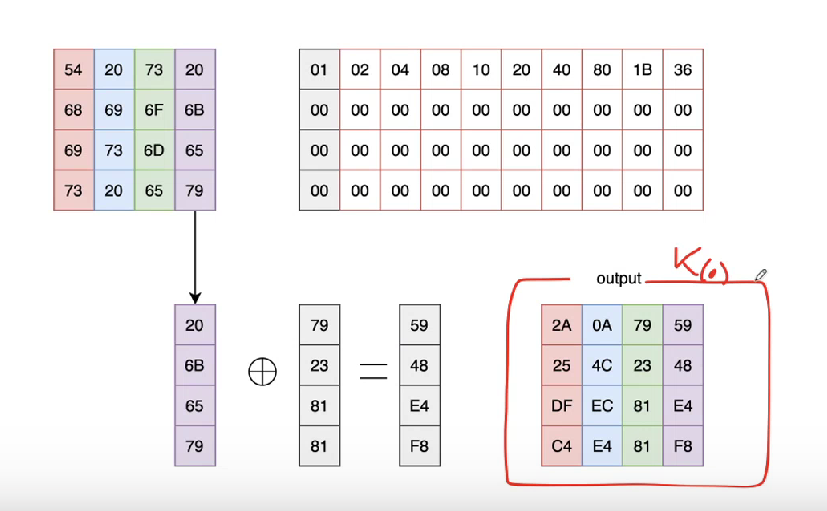 54 20 73 20 01 02 04 08 10 20 40 80 1B 36
68 69 6F 6B 00 00 00 00 00 00 00 00 00 00
69 73 6D 65 00 00 00 00 00 00 00 00 00 00
73 20 65 79 00 00 00 00 00 00 00 00 00 00
output
20 ⊕ 79 = 59 2A 0A 79 59
6B 23 48 25 4C 23 48
65 81 E4 DF EC 81 E4
79 81 F8 C4 E4 81 F8